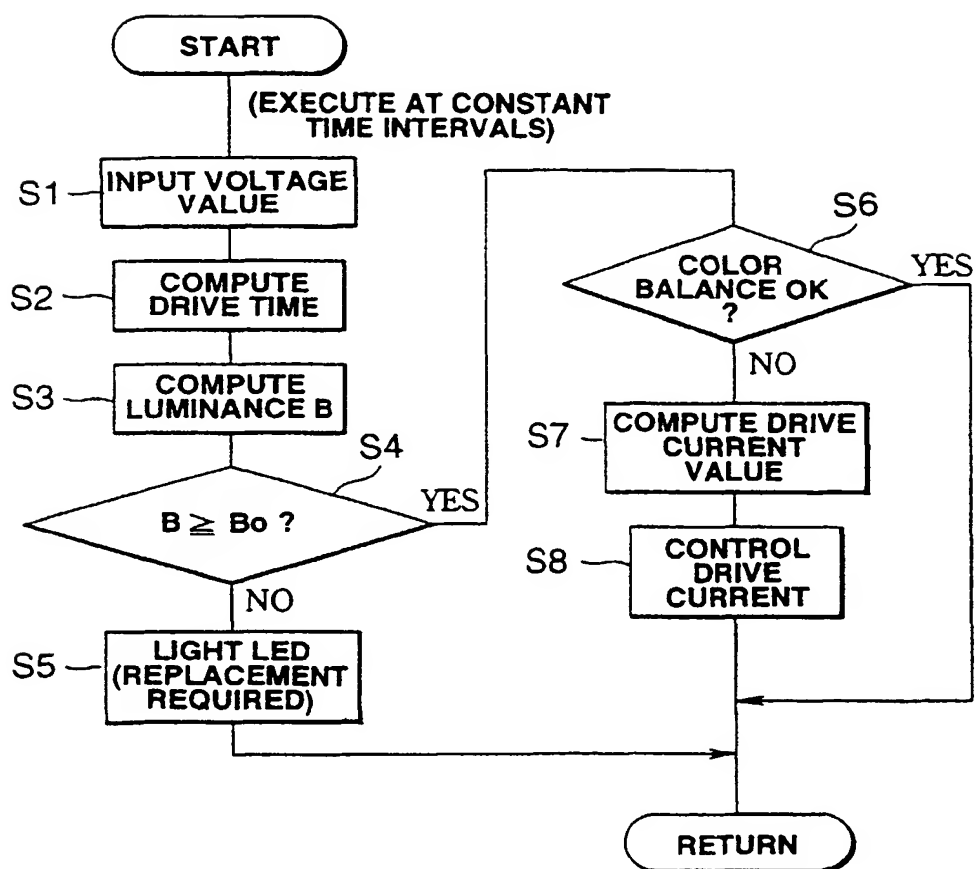 START
(EXECUTE AT CONSTANT
TIME INTERVALS)
S1
INPUT VOLTAGE
VALUE
S2
COMPUTE
DRIVE TIME
S3
COMPUTE
LUMINANCE B
S4
B ≧ Bo ?
YES
NO
S5
LIGHT LED
(REPLACEMENT
REQUIRED)
S6
COLOR
BALANCE OK
?
YES
NO
S7
COMPUTE DRIVE
CURRENT
VALUE
S8
CONTROL
DRIVE
CURRENT
RETURN